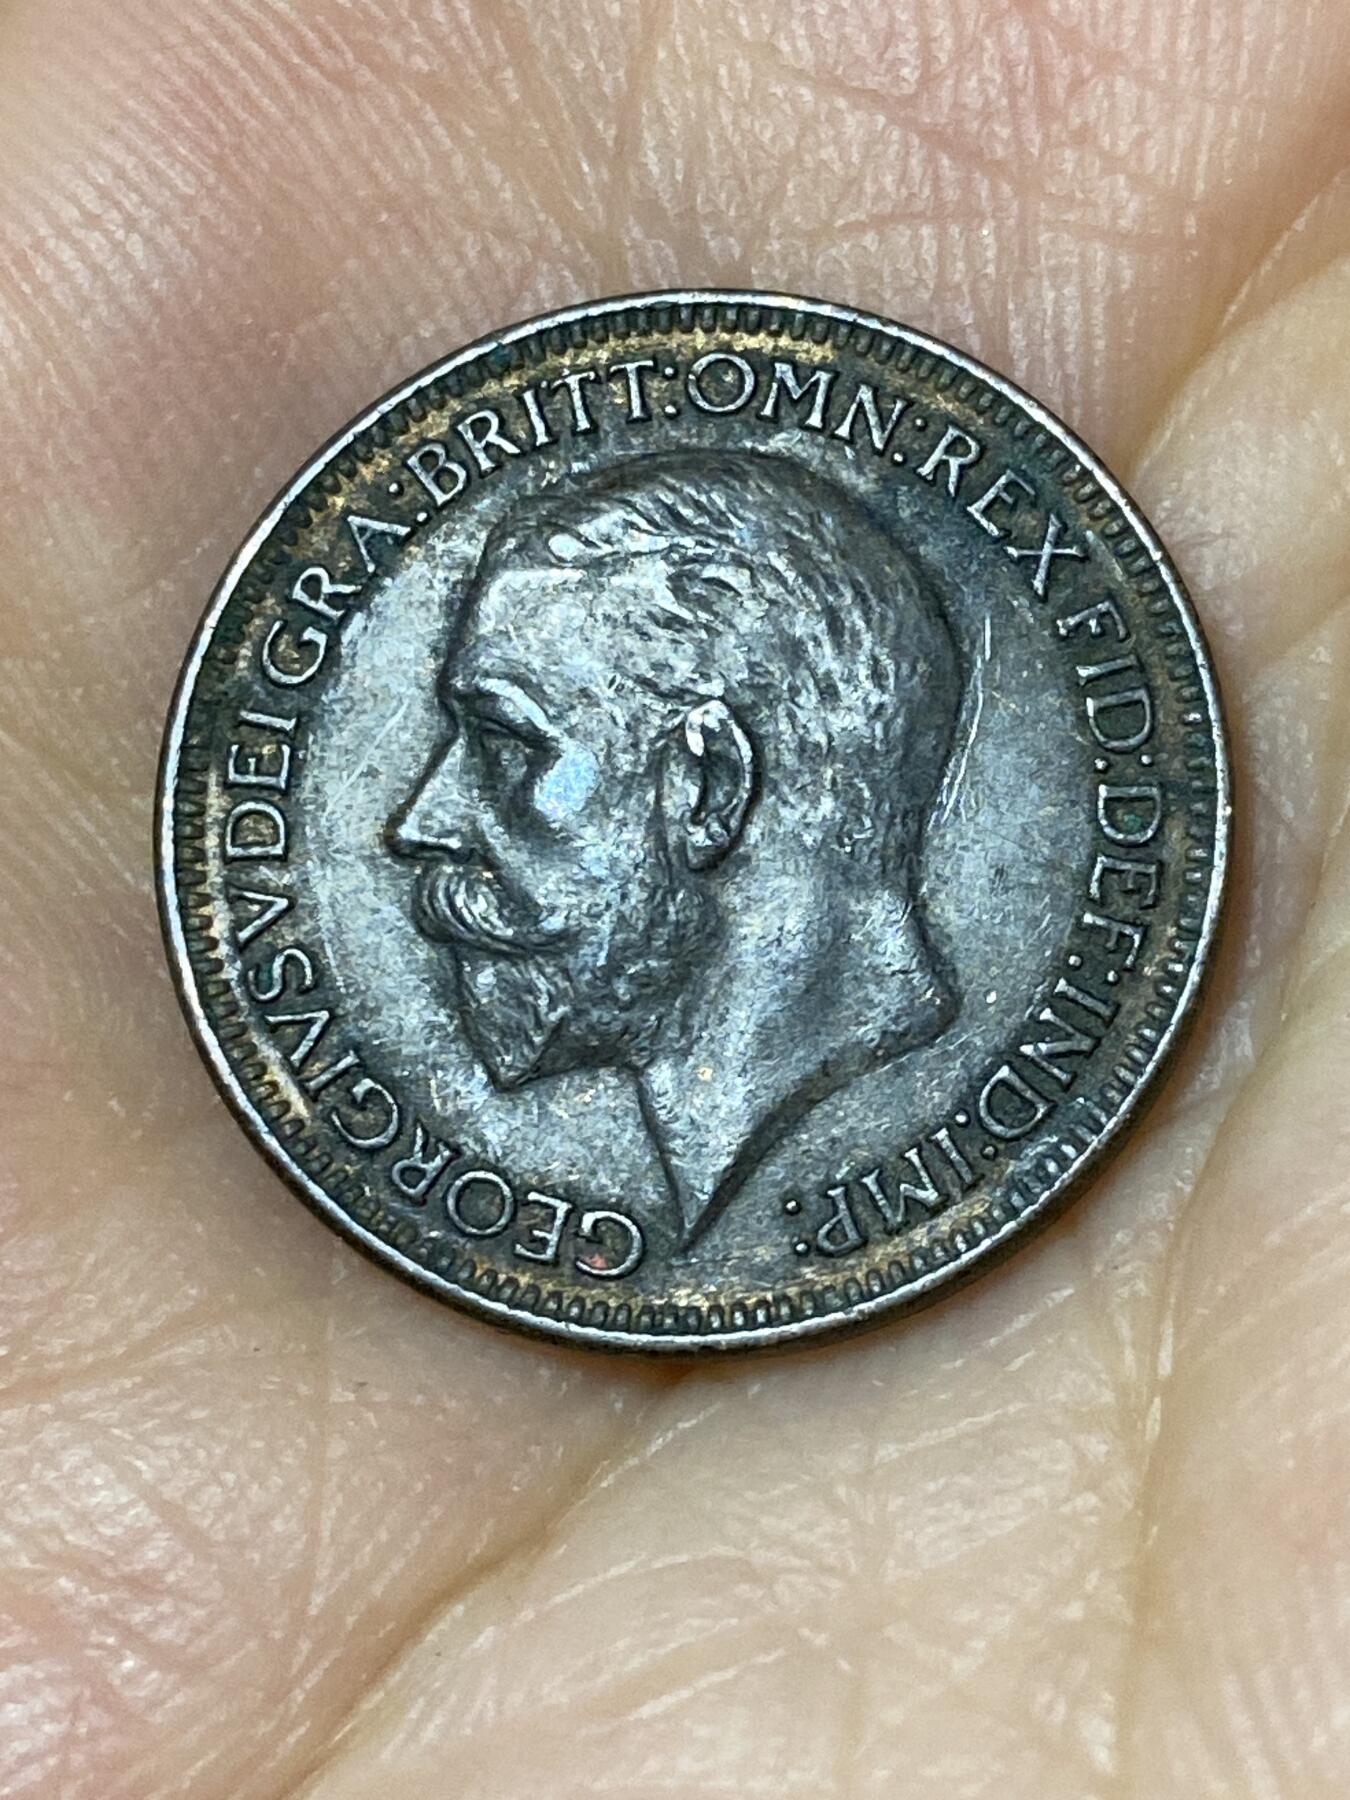 GEORGIVS V DEI GRA: BRITT: OMN: REX FID: DEF: IND: IMP: